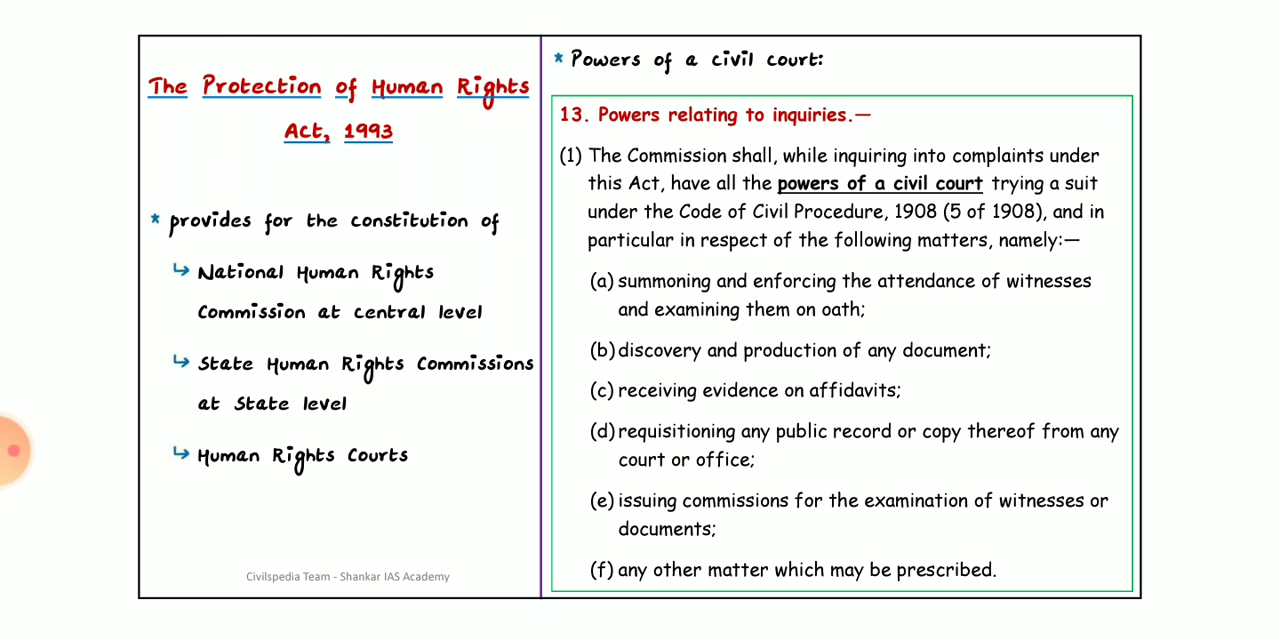 The Protection of Human Rights
Act, 1993
* provides for the constitution of
↳ National Human Rights
Commission at central level
↳ State Human Rights Commissions
at State level
↳ Human Rights Courts
Civilspedia Team - Shankar IAS Academy
* Powers of a civil court:
13. Powers relating to inquiries.—
(1) The Commission shall, while inquiring into complaints under
this Act, have all the powers of a civil court trying a suit
under the Code of Civil Procedure, 1908 (5 of 1908), and in
particular in respect of the following matters, namely:—
(a) summoning and enforcing the attendance of witnesses
and examining them on oath;
(b) discovery and production of any document;
(c) receiving evidence on affidavits;
(d) requisitioning any public record or copy thereof from any
court or office;
(e) issuing commissions for the examination of witnesses or
documents;
(f) any other matter which may be prescribed.